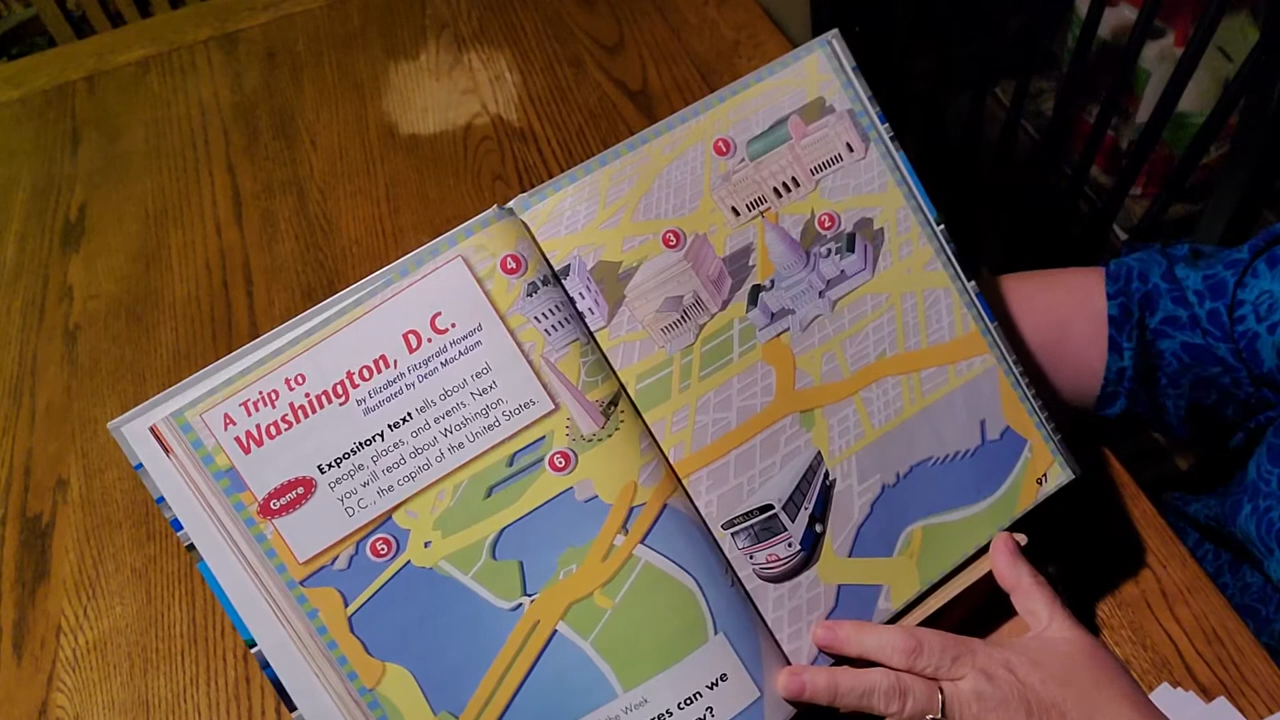 A Trip to
Washington, D.C.
by Elizabeth Fitzgerald Howard
illustrated by Dean MacAdam
Genre
Expository text tells about real
people, places, and events. Next
you will read about Washington,
D.C., the capital of the United States.
4
5
6
1
2
3
HELLO
97
the Week
can we